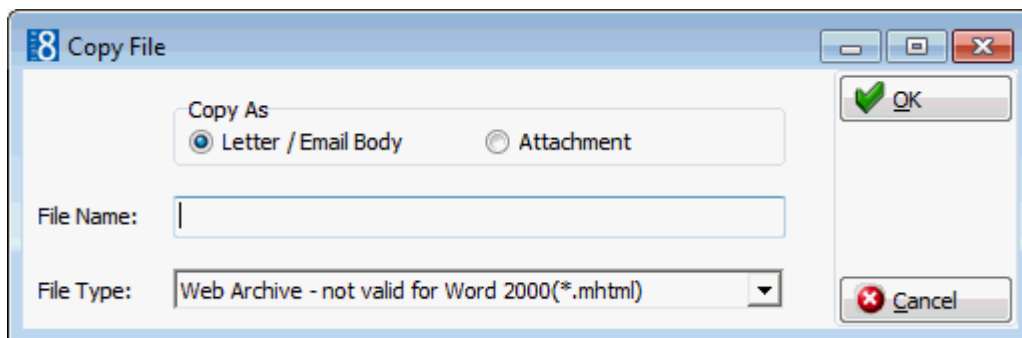 8 Copy File
Copy As
Letter / Email Body Attachment
File Name:
File Type: Web Archive - not valid for Word 2000(*.mhtml)
OK
Cancel